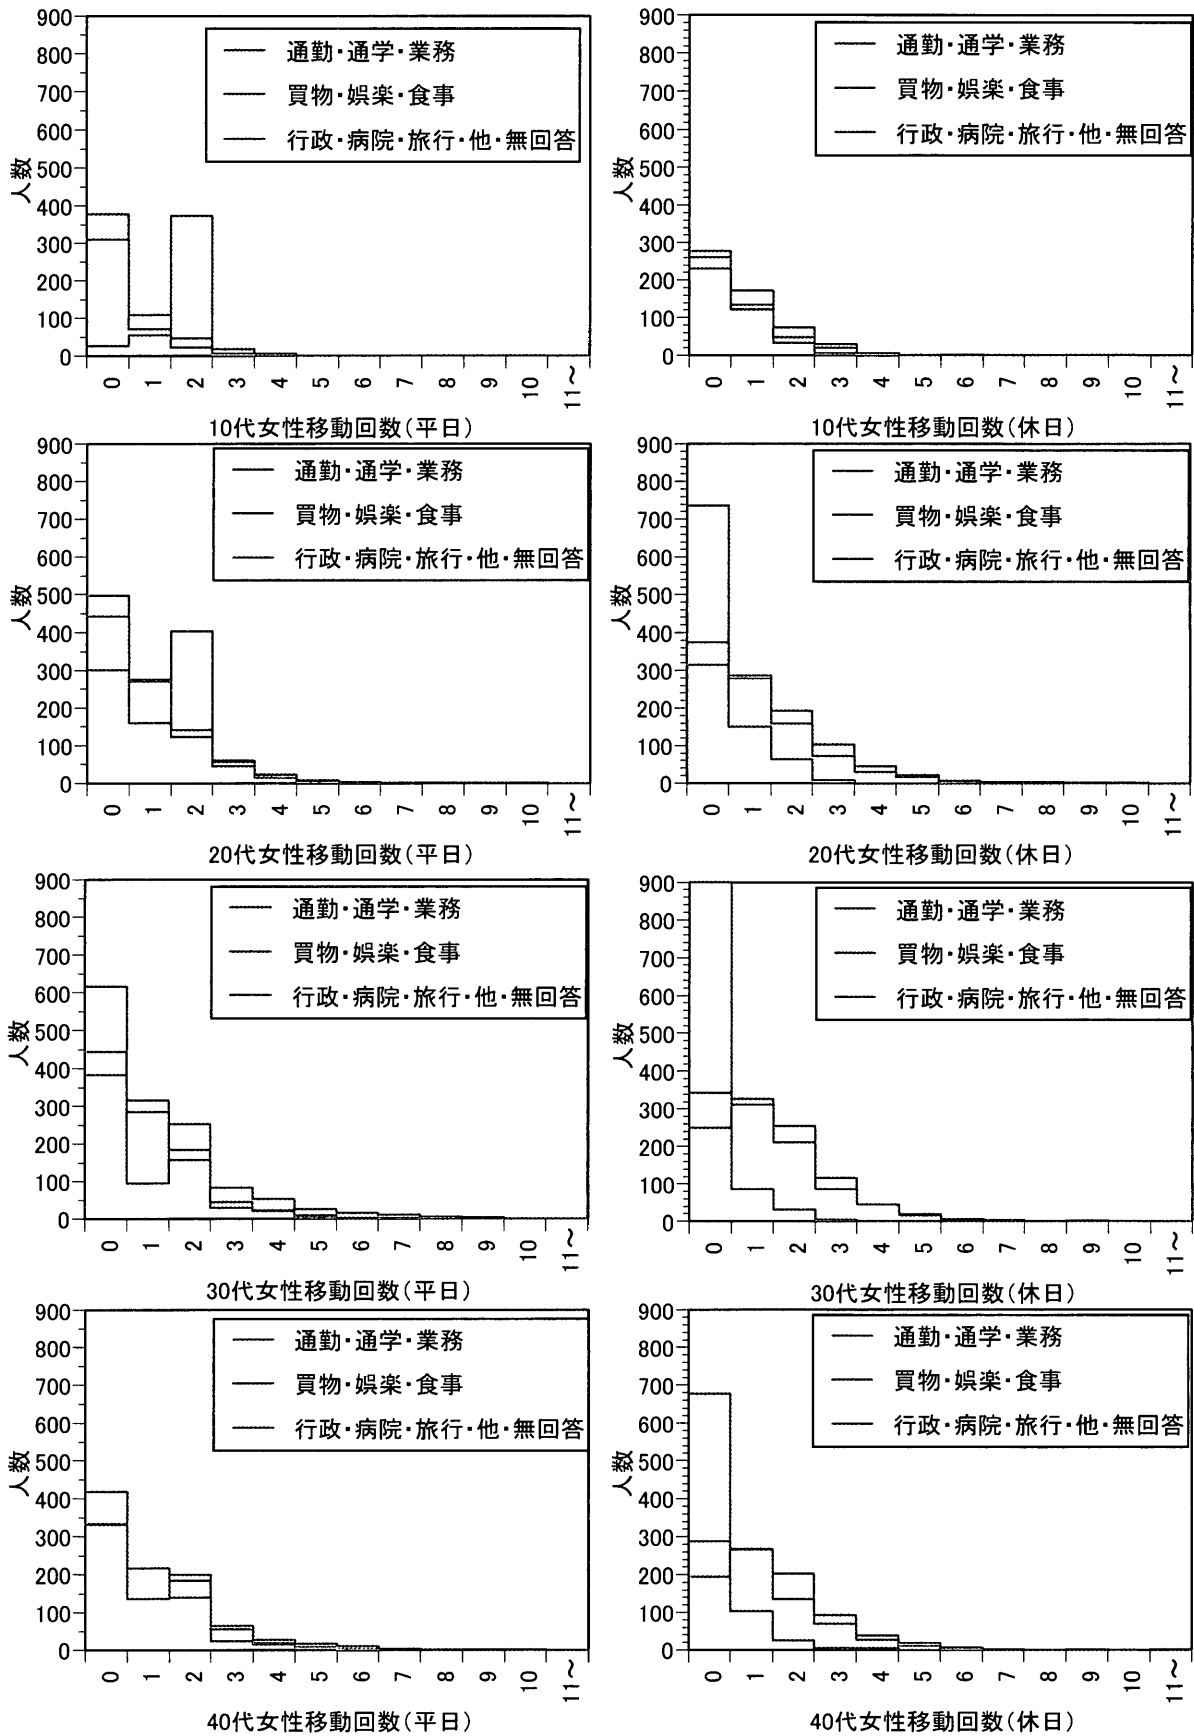 900
800
700
600
500
400
300
200
100
0
人数
通勤・通学・業務
買物・娯楽・食事
行政・病院・旅行・他・無回答
0 1 2 3 4 5 6 7 8 9 10 11～
10代女性移動回数(平日)
900
800
700
600
500
400
300
200
100
0
人数
通勤・通学・業務
買物・娯楽・食事
行政・病院・旅行・他・無回答
0 1 2 3 4 5 6 7 8 9 10 11～
10代女性移動回数(休日)
900
800
700
600
500
400
300
200
100
0
人数
通勤・通学・業務
買物・娯楽・食事
行政・病院・旅行・他・無回答
0 1 2 3 4 5 6 7 8 9 10 11～
20代女性移動回数(平日)
900
800
700
600
500
400
300
200
100
0
人数
通勤・通学・業務
買物・娯楽・食事
行政・病院・旅行・他・無回答
0 1 2 3 4 5 6 7 8 9 10 11～
20代女性移動回数(休日)
900
800
700
600
500
400
300
200
100
0
人数
通勤・通学・業務
買物・娯楽・食事
行政・病院・旅行・他・無回答
0 1 2 3 4 5 6 7 8 9 10 11～
30代女性移動回数(平日)
900
800
700
600
500
400
300
200
100
0
人数
通勤・通学・業務
買物・娯楽・食事
行政・病院・旅行・他・無回答
0 1 2 3 4 5 6 7 8 9 10 11～
30代女性移動回数(休日)
900
800
700
600
500
400
300
200
100
0
人数
通勤・通学・業務
買物・娯楽・食事
行政・病院・旅行・他・無回答
0 1 2 3 4 5 6 7 8 9 10 11～
40代女性移動回数(平日)
900
800
700
600
500
400
300
200
100
0
人数
通勤・通学・業務
買物・娯楽・食事
行政・病院・旅行・他・無回答
0 1 2 3 4 5 6 7 8 9 10 11～
40代女性移動回数(休日)